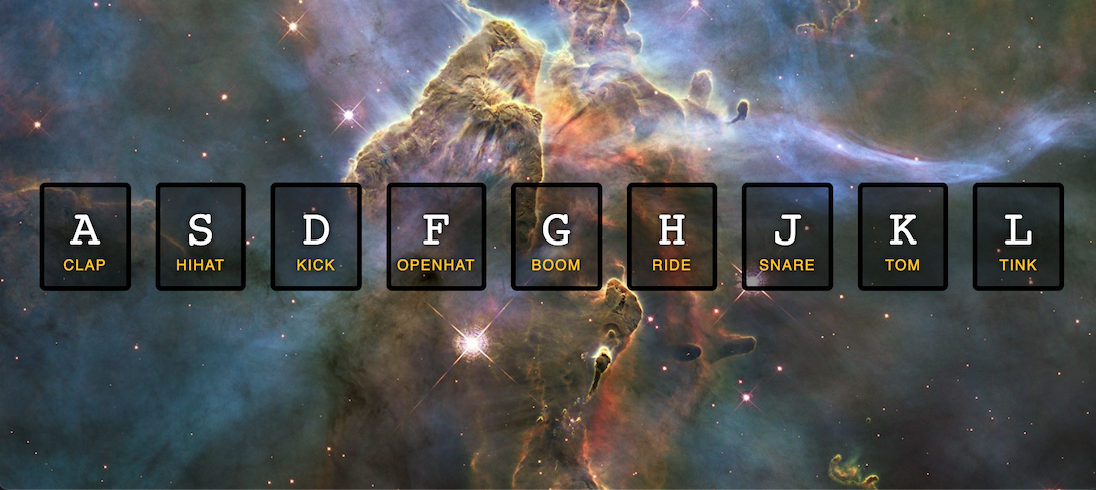 A S D F G H J K L
CLAP HIHAT KICK OPENHAT BOOM RIDE SNARE TOM TINK